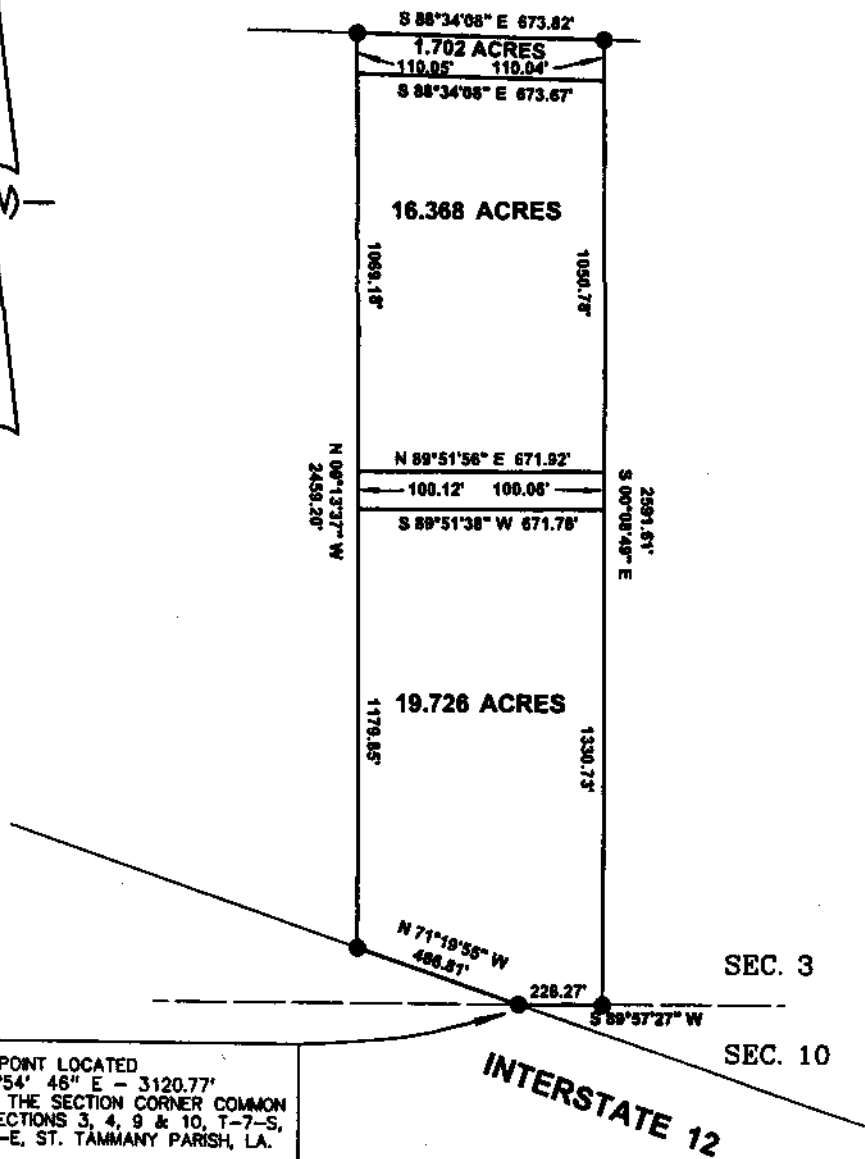 S 88°34'08" E 673.82'
1.702 ACRES
110.05' 110.04'
S 88°34'08" E 673.67'
16.368 ACRES
1069.18'
1050.78'
N 89°51'56" E 671.92'
100.12' 100.06'
S 89°51'38" W 671.76'
N 00°13'37" W
2459.20'
2591.61'
S 00°08'49" E
19.726 ACRES
1179.85'
1330.73'
N 71°19'55" W
486.81'
228.27'
S 89°57'27" W
SEC. 3
SEC. 10
INTERSTATE 12
POINT LOCATED
54' 46" E - 3120.77'
THE SECTION CORNER COMMON
ECTIONS 3, 4, 9 & 10, T-7-S,
-E, ST. TAMMANY PARISH, LA.